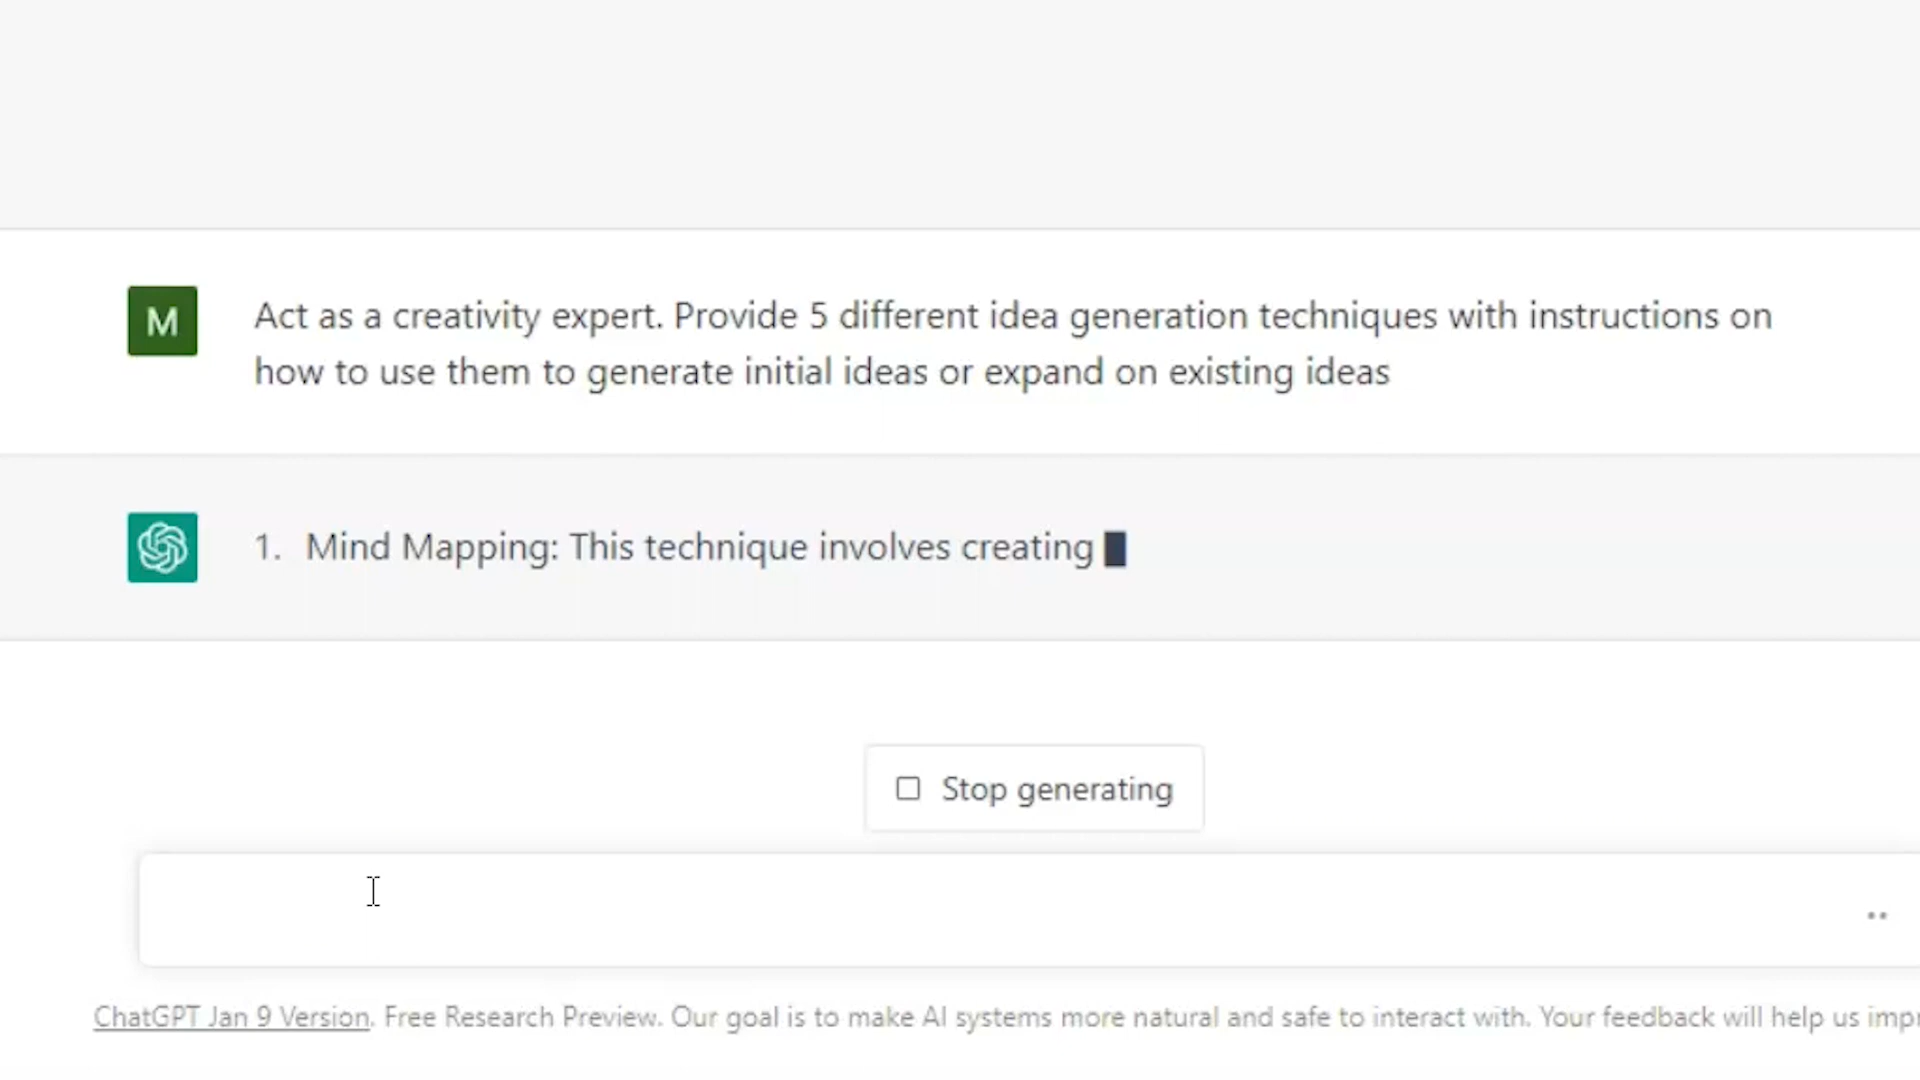 M
Act as a creativity expert. Provide 5 different idea generation techniques with instructions on
how to use them to generate initial ideas or expand on existing ideas
1. Mind Mapping: This technique involves creating
Stop generating
ChatGPT Jan 9 Version. Free Research Preview. Our goal is to make AI systems more natural and safe to interact with. Your feedback will help us impr